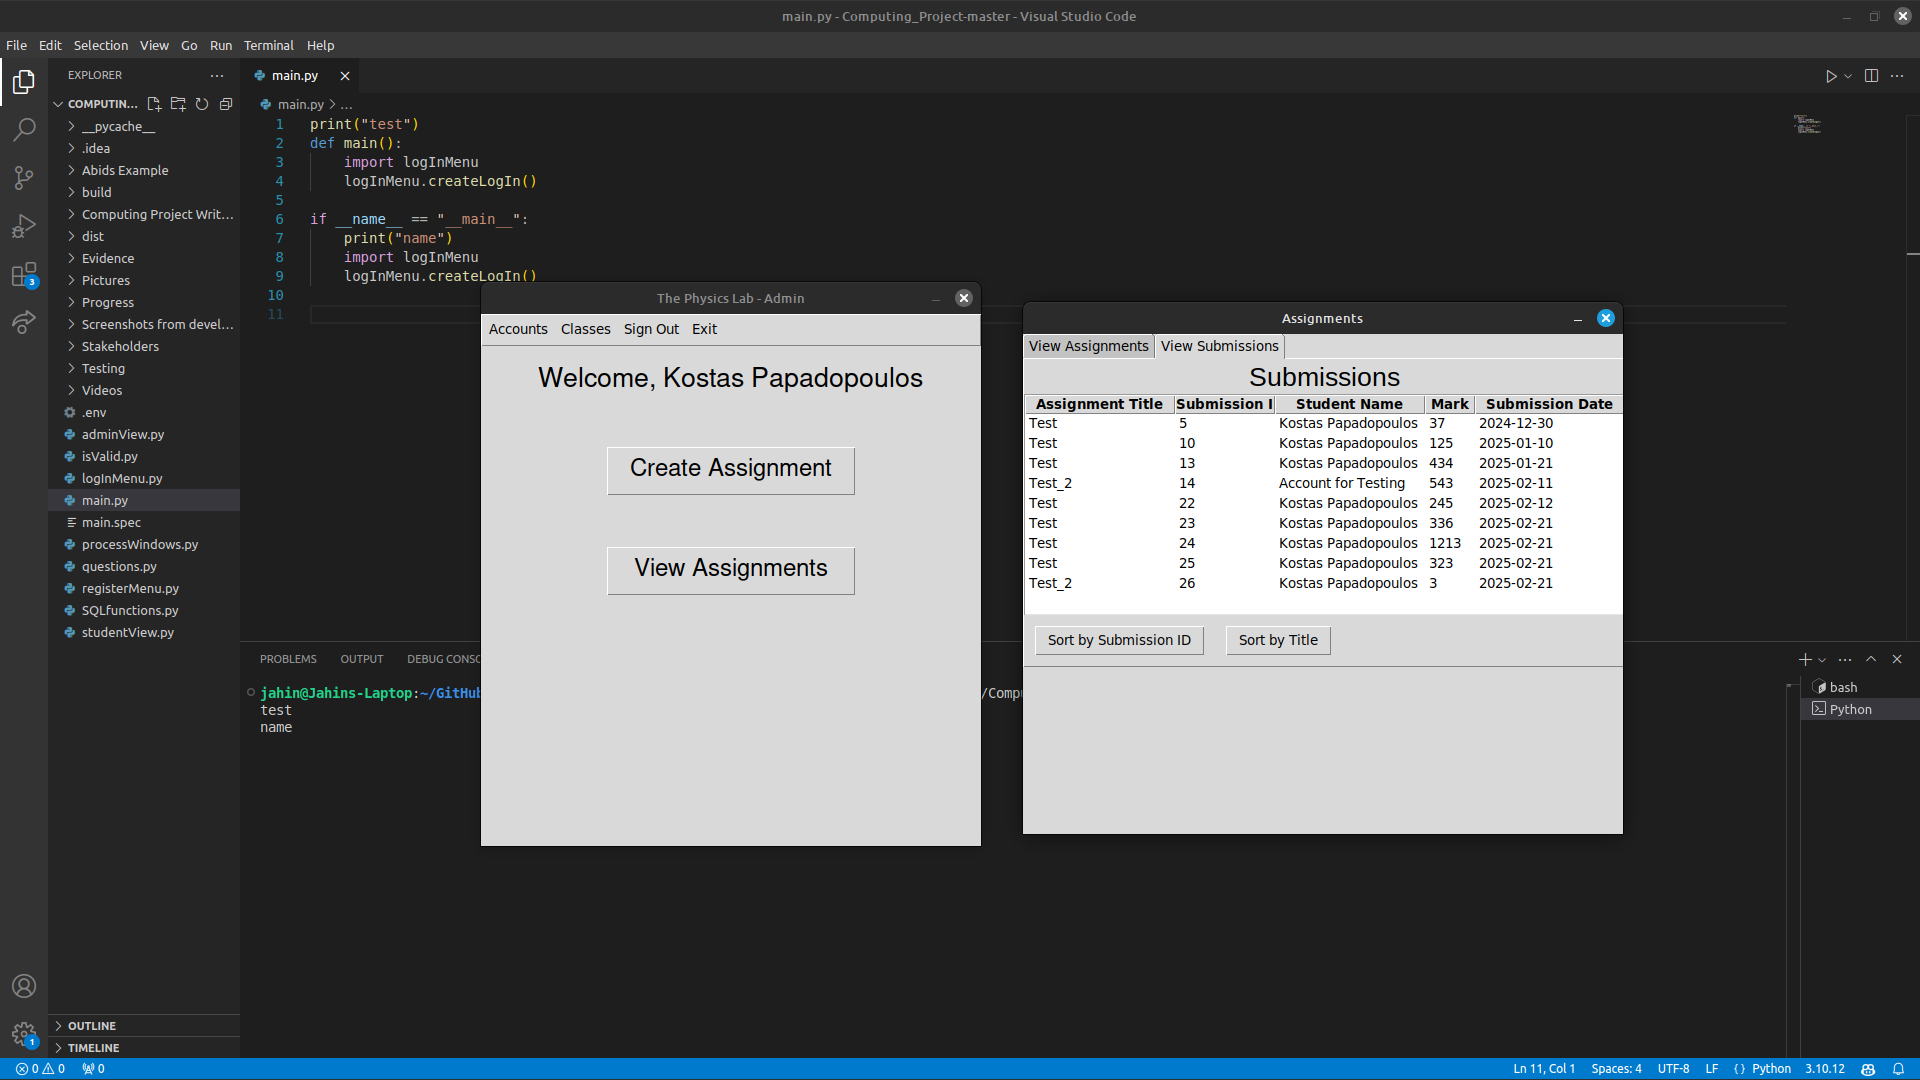 main.py - Computing_Project-master - Visual Studio Code
File Edit Selection View Go Run Terminal Help
EXPLORER
COMPUTIN...
__pycache__
.idea
Abids Example
build
Computing Project Writ...
dist
Evidence
Pictures
Progress
Screenshots from devel...
Stakeholders
Testing
Videos
.env
adminView.py
isValid.py
logInMenu.py
main.py
main.spec
processWindows.py
questions.py
registerMenu.py
SQLfunctions.py
studentView.py
OUTLINE
TIMELINE
main.py
main.py > ...
1 print("test")
2 def main():
3 import logInMenu
4 logInMenu.createLogIn()
5
6 if __name__ == "__main__":
7 print("name")
8 import logInMenu
9 logInMenu.createLogIn()
10
11
The Physics Lab - Admin
Accounts Classes Sign Out Exit
Welcome, Kostas Papadopoulos
Create Assignment
View Assignments
Assignments
View Assignments View Submissions
Submissions
Assignment Title Submission I Student Name Mark Submission Date
Test 5 Kostas Papadopoulos 37 2024-12-30
Test 10 Kostas Papadopoulos 125 2025-01-10
Test 13 Kostas Papadopoulos 434 2025-01-21
Test_2 14 Account for Testing 543 2025-02-11
Test 22 Kostas Papadopoulos 245 2025-02-12
Test 23 Kostas Papadopoulos 336 2025-02-21
Test 24 Kostas Papadopoulos 1213 2025-02-21
Test 25 Kostas Papadopoulos 323 2025-02-21
Test_2 26 Kostas Papadopoulos 3 2025-02-21
Sort by Submission ID Sort by Title
PROBLEMS OUTPUT DEBUG CONSO
jahin@Jahins-Laptop:~/GitHub /Compu
test
name
bash
Python
3
1
0 0 0
Ln 11, Col 1 Spaces: 4 UTF-8 LF { } Python 3.10.12